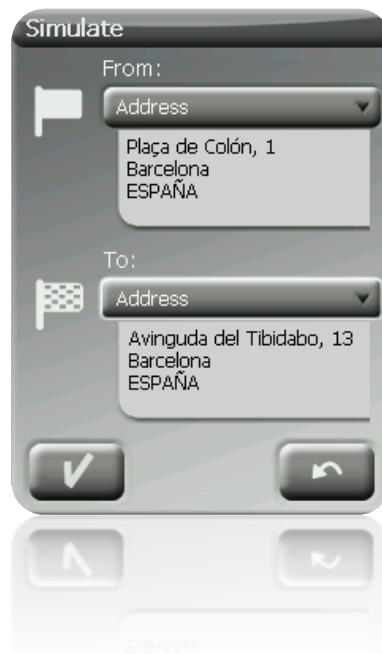 Simulate
From:
Address
Plaça de Colón, 1
Barcelona
ESPAÑA
To:
Address
Avinguda del Tibidabo, 13
Barcelona
ESPAÑA